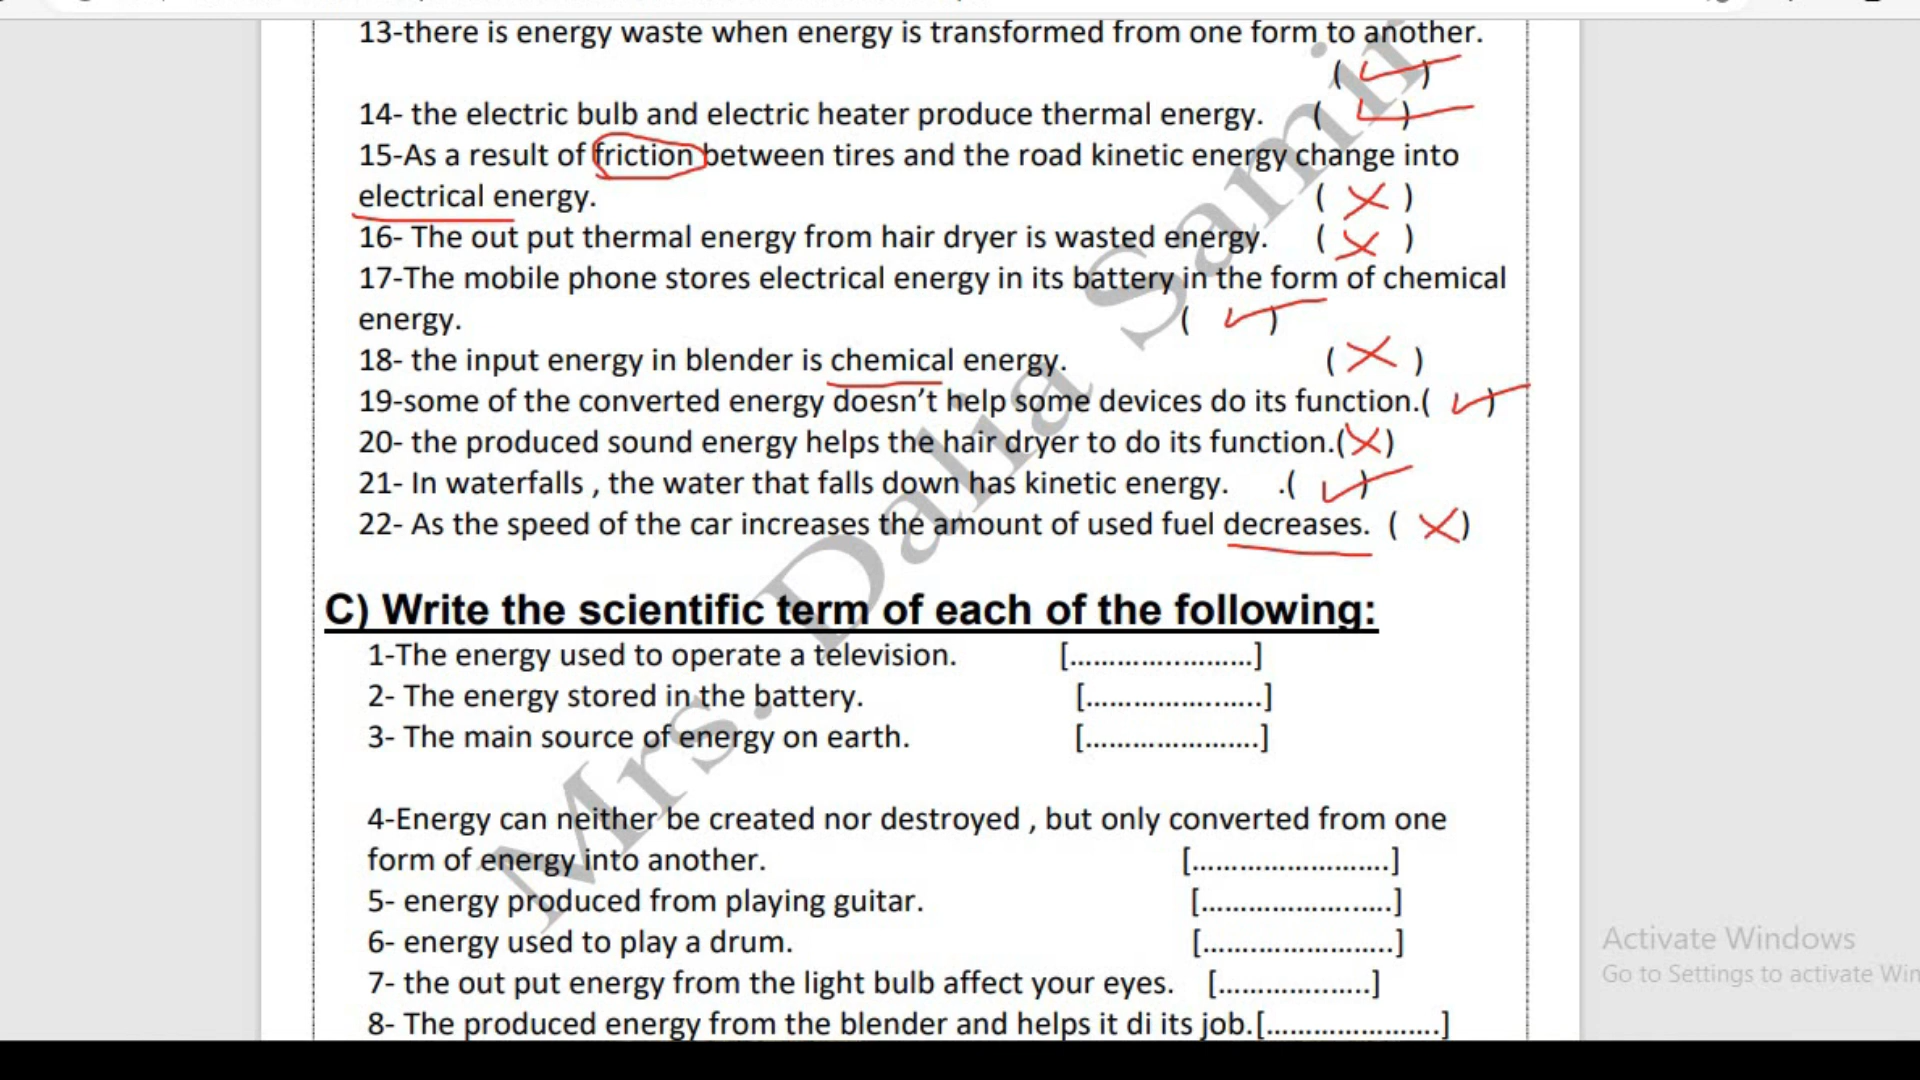 13-there is energy waste when energy is transformed from one form to another.
( ✓ )
14- the electric bulb and electric heater produce thermal energy. ( ✓ )
15-As a result of friction between tires and the road kinetic energy change into
electrical energy. ( X )
16- The out put thermal energy from hair dryer is wasted energy. ( X )
17-The mobile phone stores electrical energy in its battery in the form of chemical
energy. ( ✓ )
18- the input energy in blender is chemical energy. ( X )
19-some of the converted energy doesn’t help some devices do its function.( ✓ )
20- the produced sound energy helps the hair dryer to do its function.(X)
21- In waterfalls , the water that falls down has kinetic energy. .( ✓ )
22- As the speed of the car increases the amount of used fuel decreases. ( X)
C) Write the scientific term of each of the following:
1-The energy used to operate a television. [.......................]
2- The energy stored in the battery. [......................]
3- The main source of energy on earth. [......................]
4-Energy can neither be created nor destroyed , but only converted from one
form of energy into another. [........................]
5- energy produced from playing guitar. [.......................]
6- energy used to play a drum. [.......................]
7- the out put energy from the light bulb affect your eyes. [...................]
8- The produced energy from the blender and helps it di its job.[.....................]
Mrs. Dalia Samir
Activate Windows
Go to Settings to activate Win